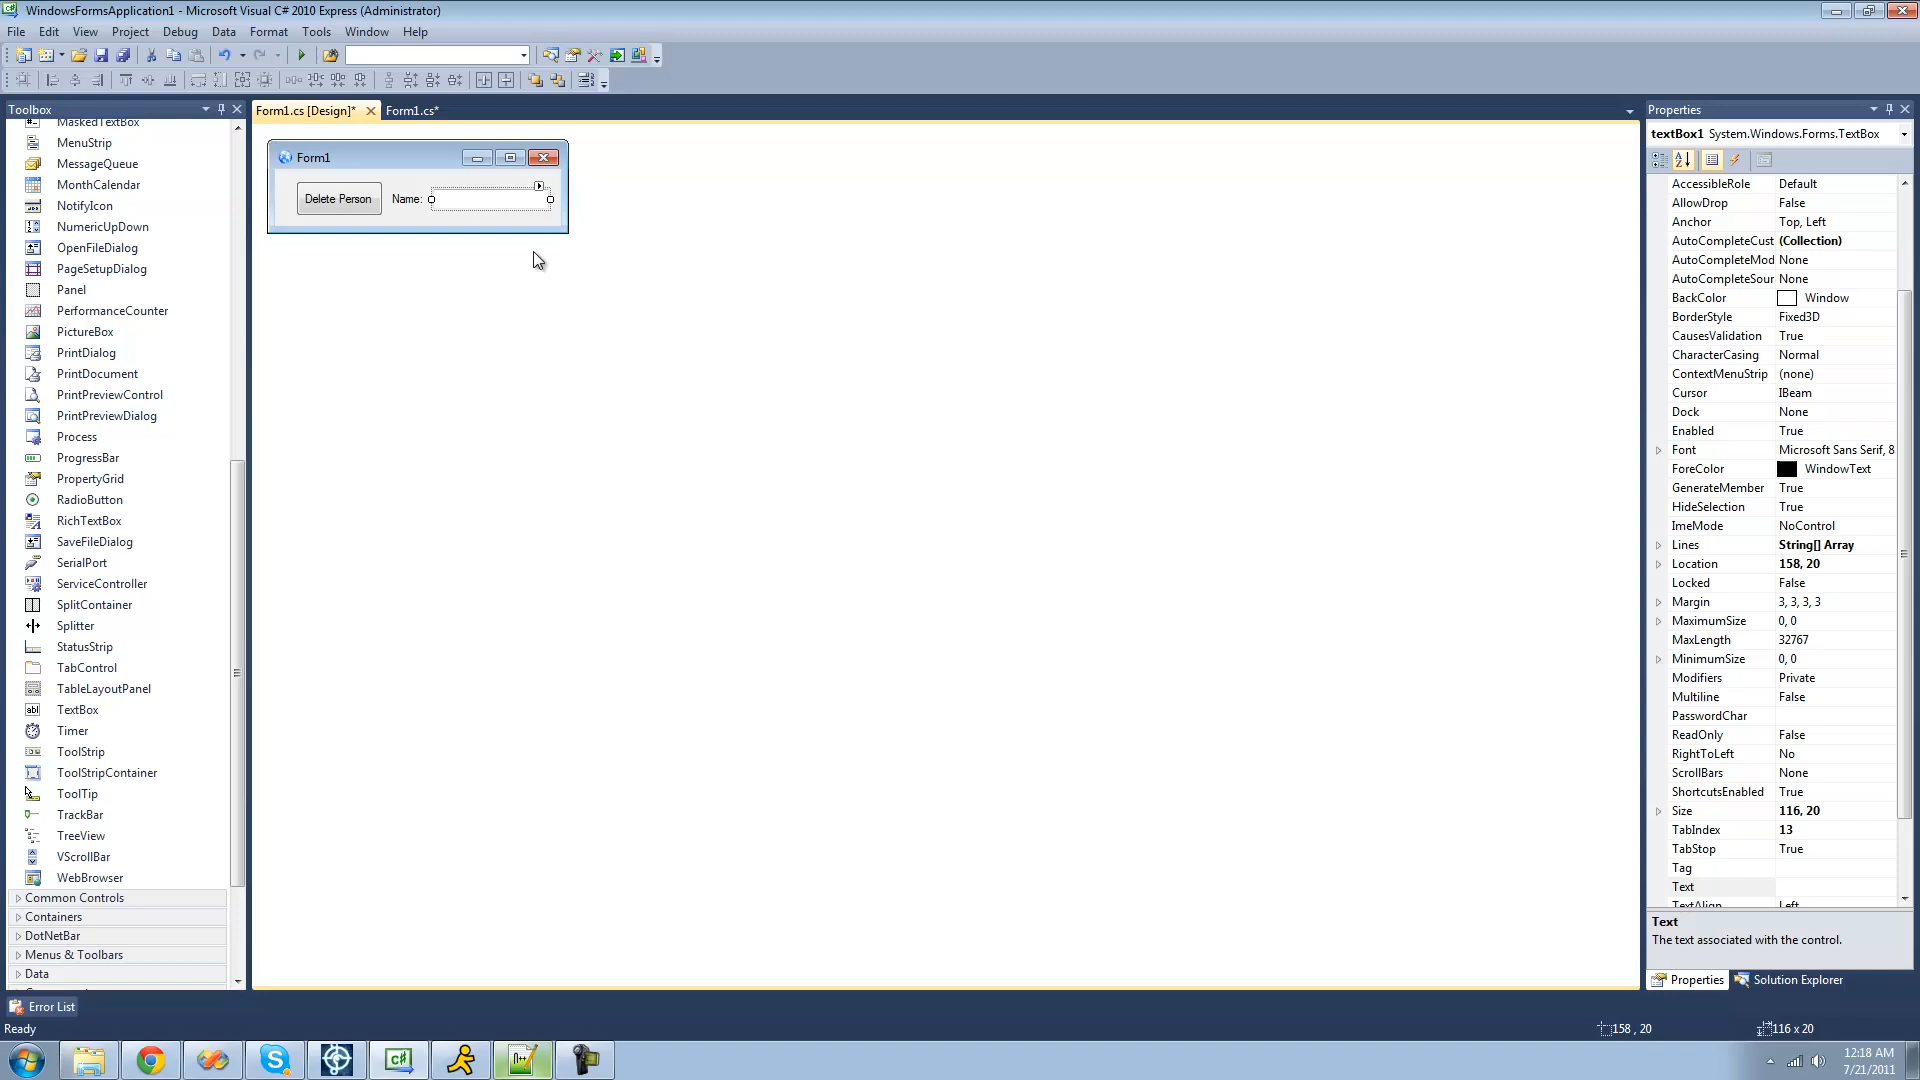 WindowsFormsApplication1 - Microsoft Visual C# 2010 Express (Administrator)
File Edit View Project Debug Data Format Tools Window Help
Toolbox
MaskedTextBox
MenuStrip
MessageQueue
MonthCalendar
NotifyIcon
NumericUpDown
OpenFileDialog
PageSetupDialog
Panel
PerformanceCounter
PictureBox
PrintDialog
PrintDocument
PrintPreviewControl
PrintPreviewDialog
Process
ProgressBar
PropertyGrid
RadioButton
RichTextBox
SaveFileDialog
SerialPort
ServiceController
SplitContainer
Splitter
StatusStrip
TabControl
TableLayoutPanel
TextBox
Timer
ToolStrip
ToolStripContainer
ToolTip
TrackBar
TreeView
VScrollBar
WebBrowser
Common Controls
Containers
DotNetBar
Menus & Toolbars
Data
Form1.cs [Design]* Form1.cs*
Form1
Delete Person Name:
Properties
textBox1 System.Windows.Forms.TextBox
AccessibleRole Default
AllowDrop False
Anchor Top, Left
AutoCompleteCust (Collection)
AutoCompleteMod None
AutoCompleteSour None
BackColor Window
BorderStyle Fixed3D
CausesValidation True
CharacterCasing Normal
ContextMenuStrip (none)
Cursor IBeam
Dock None
Enabled True
Font Microsoft Sans Serif, 8
ForeColor WindowText
GenerateMember True
HideSelection True
ImeMode NoControl
Lines String[] Array
Location 158, 20
Locked False
Margin 3, 3, 3, 3
MaximumSize 0, 0
MaxLength 32767
MinimumSize 0, 0
Modifiers Private
Multiline False
PasswordChar
ReadOnly False
RightToLeft No
ScrollBars None
ShortcutsEnabled True
Size 116, 20
TabIndex 13
TabStop True
Tag
Text
TextAlign Left
Text
The text associated with the control.
Properties Solution Explorer
Error List
Ready 158 , 20 116 x 20
12:18 AM
7/21/2011